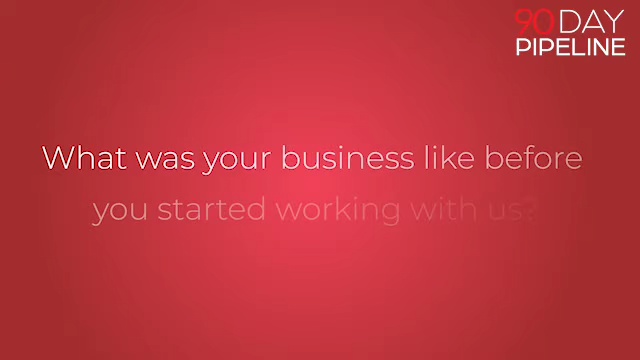 90 DAY
PIPELINE
What was your business like before
you started working with us?